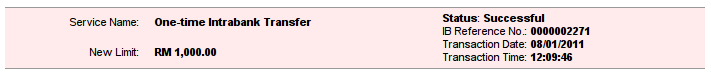 Service Name: One-time Intrabank Transfer
New Limit: RM 1,000.00
Status: Successful
IB Reference No.: 0000002271
Transaction Date: 08/01/2011
Transaction Time: 12:09:46